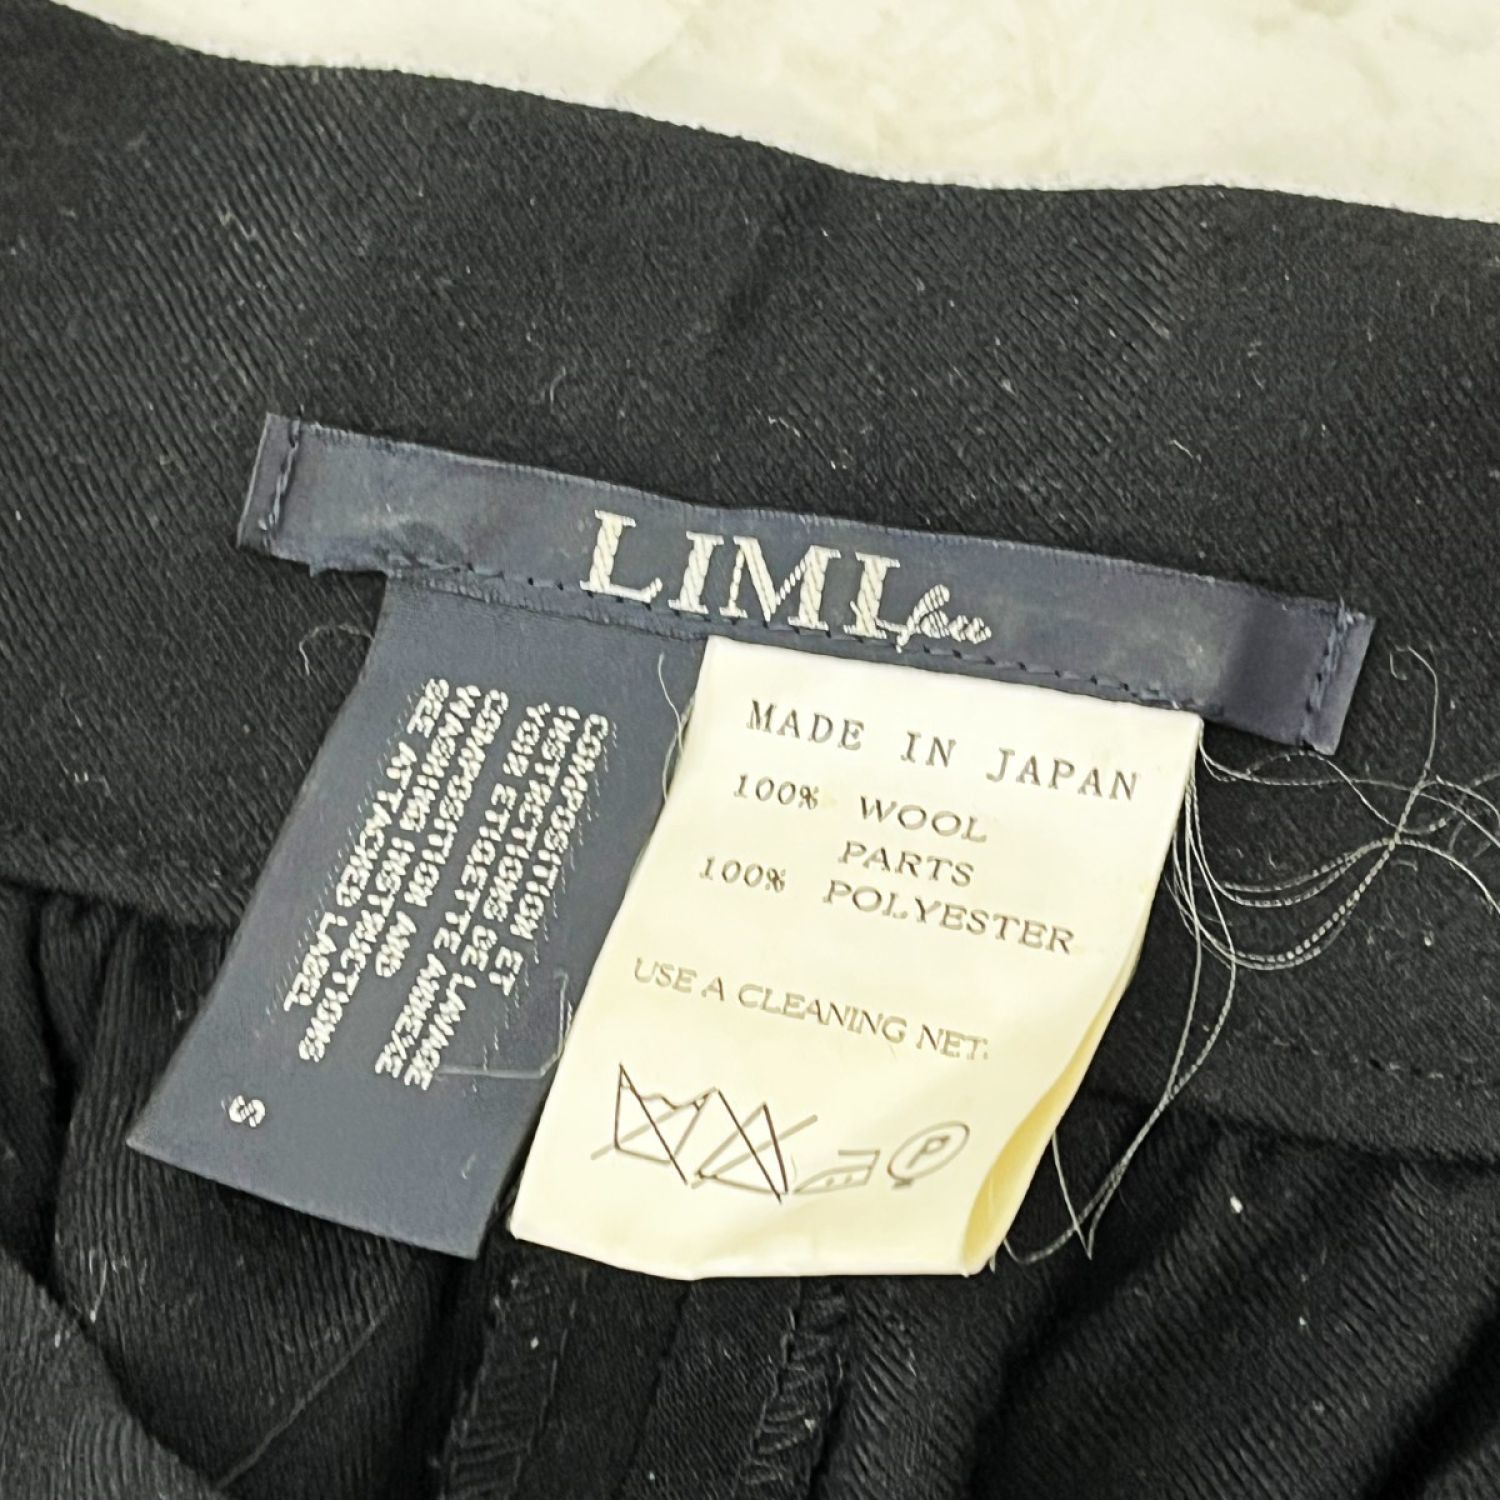 LIMI feu
COMPOSITION ET
INSTRUCTIONS DE LAVAGE
VOIR ETIQUETTE ANNEXE
COMPOSITION AND
WASHING INSTRUCTIONS
SEE ATTACHED LABEL
S
MADE IN JAPAN
100% WOOL
PARTS
100% POLYESTER
USE A CLEANING NET.
P